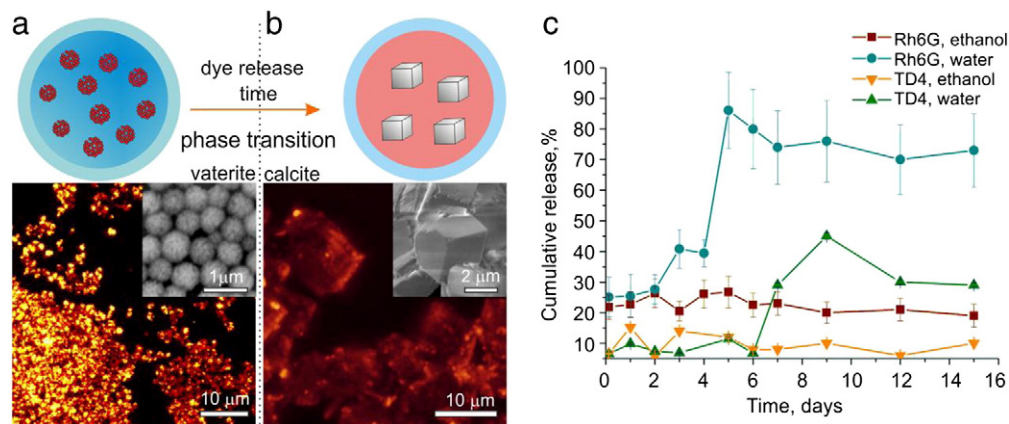 a
b
dye release
time
phase transition
vaterite calcite
1 μm
10 μm
2 μm
10 μm
c
Rh6G, ethanol
Rh6G, water
TD4, ethanol
TD4, water
Cumulative release,%
100
90
80
70
60
50
40
30
20
10
0 2 4 6 8 10 12 14 16
Time, days